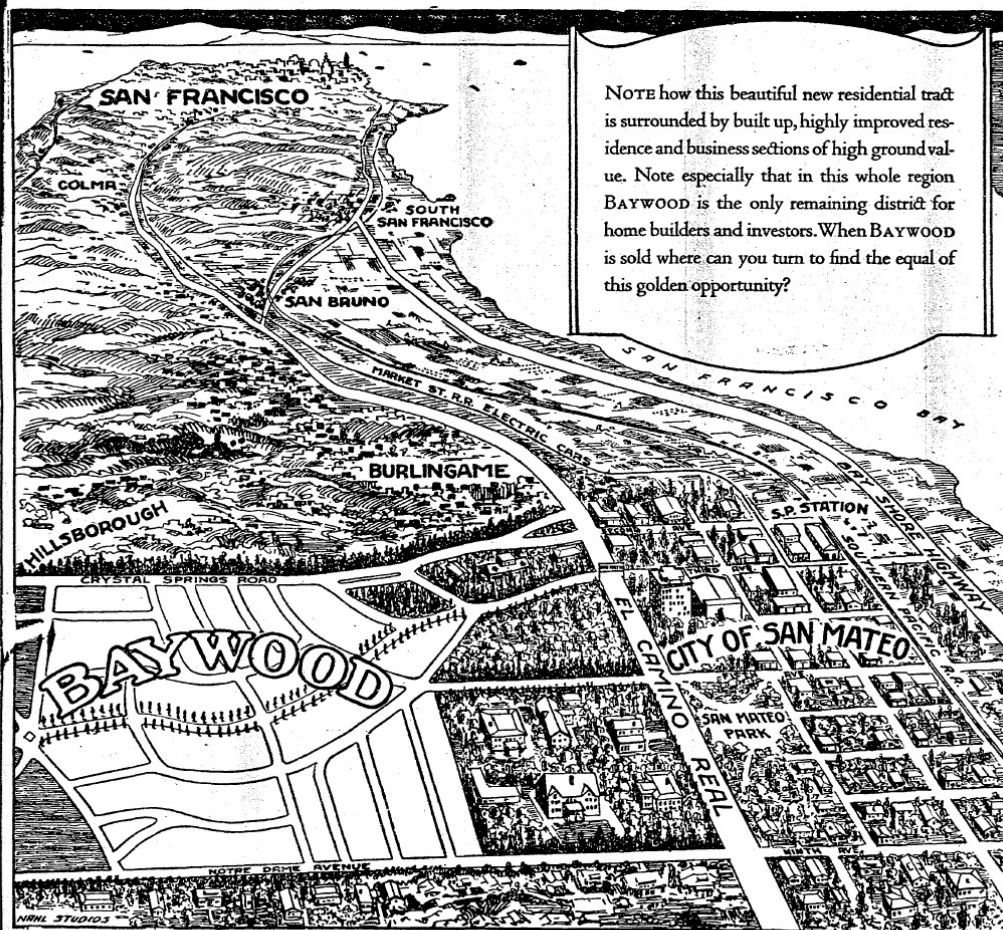 NOTE how this beautiful new residential tract
is surrounded by built up, highly improved res-
idence and business sections of high ground val-
ue. Note especially that in this whole region
BAYWOOD is the only remaining district for
home builders and investors. When BAYWOOD
is sold where can you turn to find the equal of
this golden opportunity?
SAN FRANCISCO
COLMA
SOUTH
SAN FRANCISCO
SAN BRUNO
SAN FRANCISCO BAY
MARKET ST. R.R. ELECTRIC CARS
BURLINGAME
BAY SHORE HIGHWAY
HILLSBOROUGH
S.P. STATION
SOUTHERN PACIFIC R.R.
CRYSTAL SPRINGS ROAD
BAYWOOD
EL CAMINO REAL
CITY OF SAN MATEO
AVE
SAN MATEO
PARK
NINTH AVE
NOTRE DAME AVENUE
NAHL STUDIOS